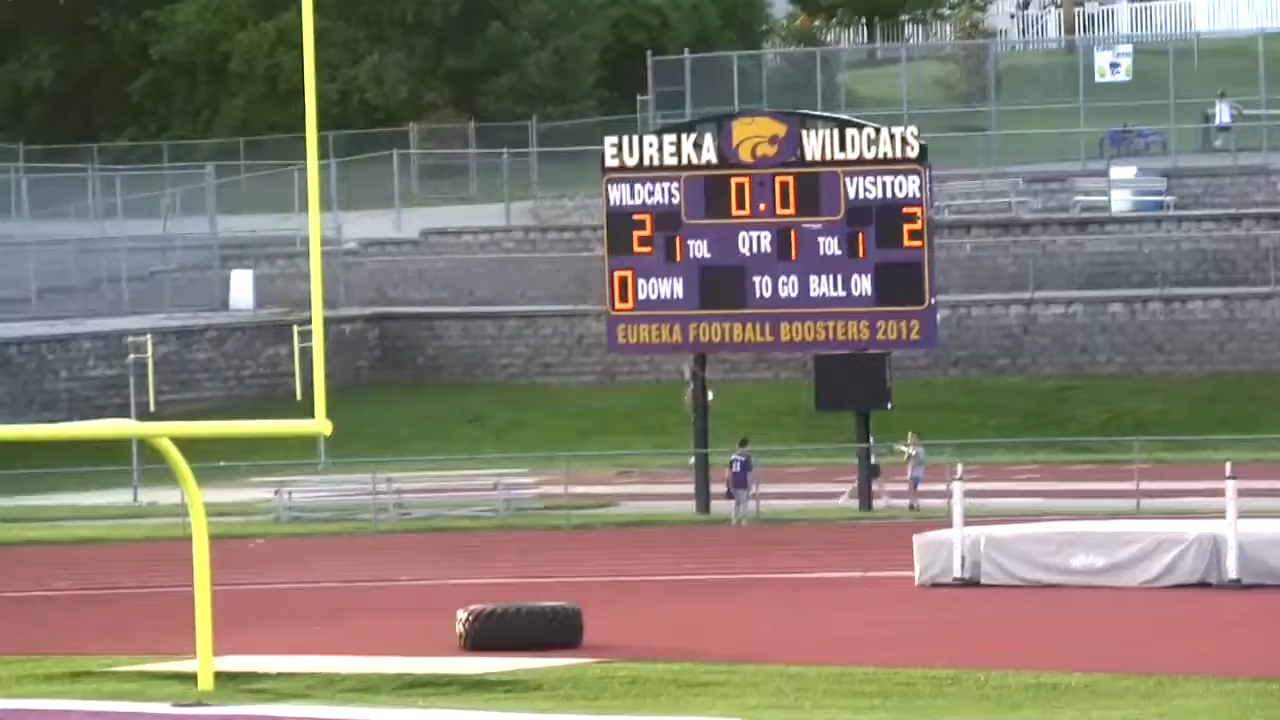 EUREKA WILDCATS
WILDCATS 0.0 VISITOR
2 1 TOL QTR 1 TOL 1 2
0 DOWN TO GO BALL ON
EUREKA FOOTBALL BOOSTERS 2012